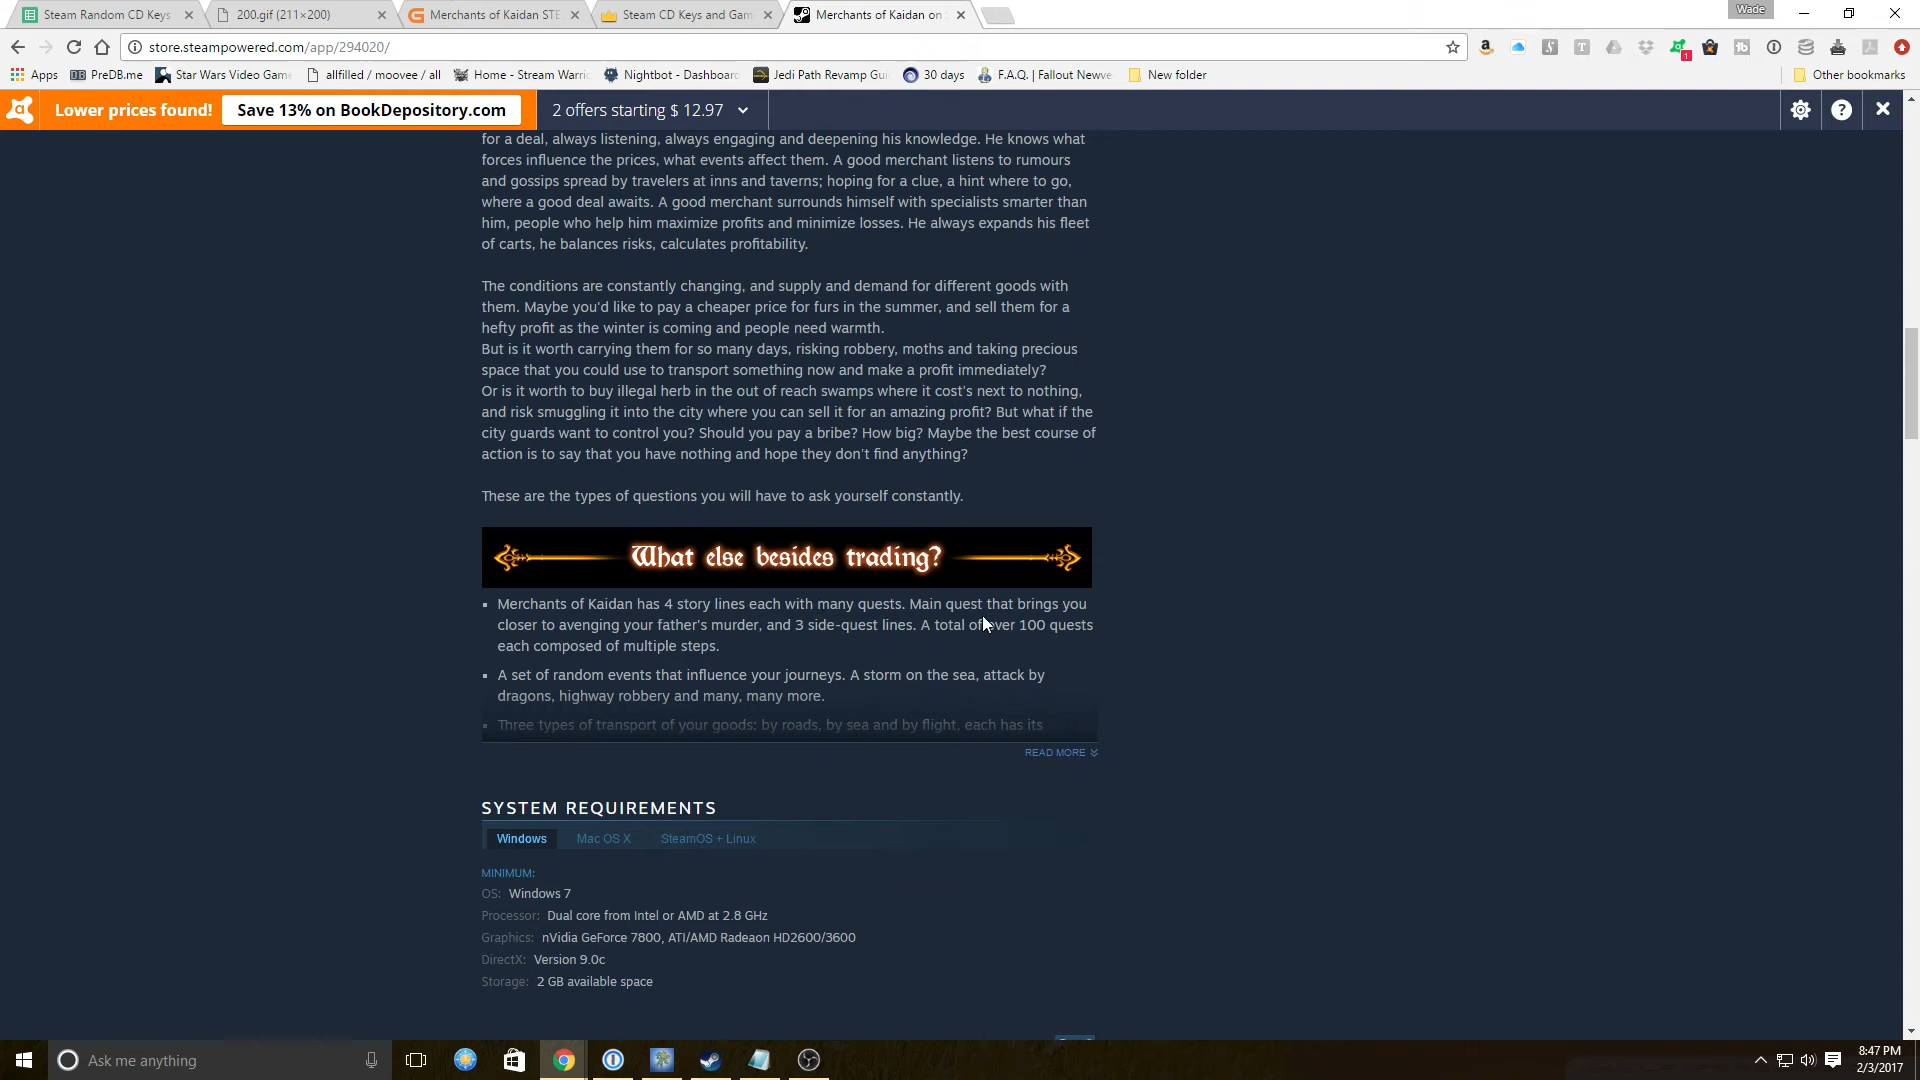 Steam Random CD Keys
200.gif (211×200)
Merchants of Kaidan STE
Steam CD Keys and Gam
Merchants of Kaidan on
Wade
store.steampowered.com/app/294020/
Apps
PreDB.me
Star Wars Video Game
allfilled / moovee / all
Home - Stream Warrio
Nightbot - Dashboard
Jedi Path Revamp Gui
30 days
F.A.Q. | Fallout Newve
New folder
Other bookmarks
Lower prices found!
Save 13% on BookDepository.com
2 offers starting $ 12.97
for a deal, always listening, always engaging and deepening his knowledge. He knows what
forces influence the prices, what events affect them. A good merchant listens to rumours
and gossips spread by travelers at inns and taverns; hoping for a clue, a hint where to go,
where a good deal awaits. A good merchant surrounds himself with specialists smarter than
him, people who help him maximize profits and minimize losses. He always expands his fleet
of carts, he balances risks, calculates profitability.
The conditions are constantly changing, and supply and demand for different goods with
them. Maybe you'd like to pay a cheaper price for furs in the summer, and sell them for a
hefty profit as the winter is coming and people need warmth.
But is it worth carrying them for so many days, risking robbery, moths and taking precious
space that you could use to transport something now and make a profit immediately?
Or is it worth to buy illegal herb in the out of reach swamps where it cost's next to nothing,
and risk smuggling it into the city where you can sell it for an amazing profit? But what if the
city guards want to control you? Should you pay a bribe? How big? Maybe the best course of
action is to say that you have nothing and hope they don't find anything?
These are the types of questions you will have to ask yourself constantly.
What else besides trading?
▪ Merchants of Kaidan has 4 story lines each with many quests. Main quest that brings you
closer to avenging your father's murder, and 3 side-quest lines. A total of over 100 quests
each composed of multiple steps.
▪ A set of random events that influence your journeys. A storm on the sea, attack by
dragons, highway robbery and many, many more.
▪ Three types of transport of your goods: by roads, by sea and by flight, each has its
READ MORE
SYSTEM REQUIREMENTS
Windows
Mac OS X
SteamOS + Linux
MINIMUM:
OS: Windows 7
Processor: Dual core from Intel or AMD at 2.8 GHz
Graphics: nVidia GeForce 7800, ATI/AMD Radeaon HD2600/3600
DirectX: Version 9.0c
Storage: 2 GB available space
Ask me anything
8:47 PM
2/3/2017